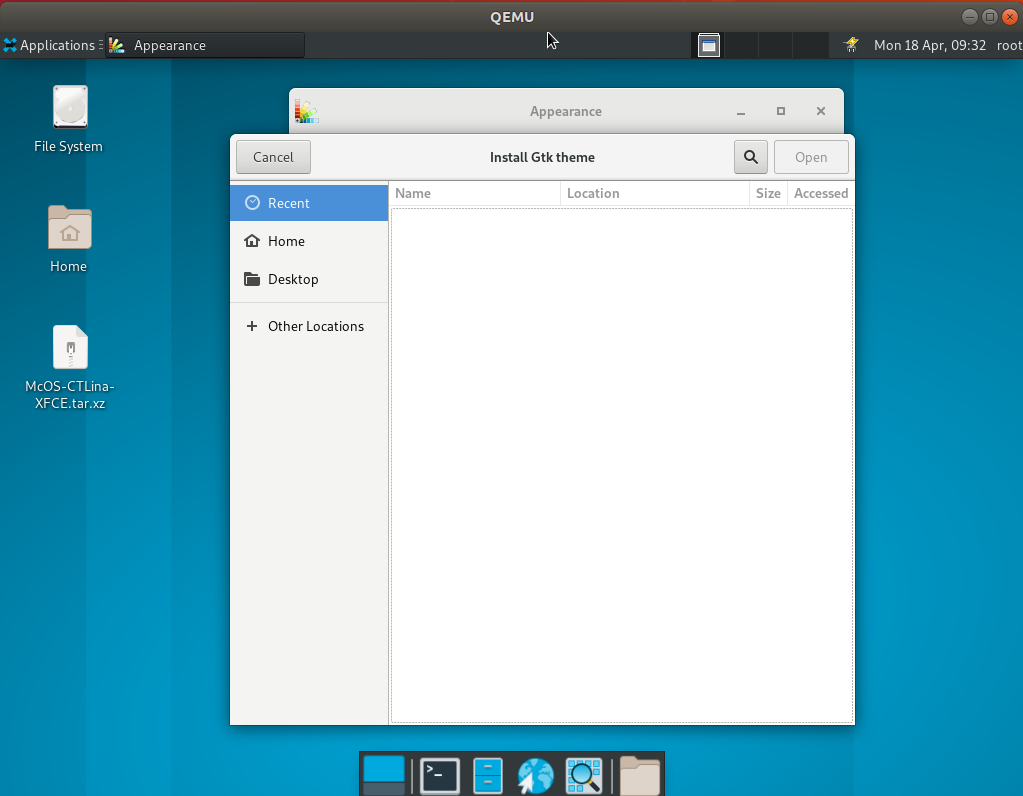 QEMU
Applications
Appearance
Mon 18 Apr, 09:32
root
File System
Home
McOS-CTLina-
XFCE.tar.xz
Appearance
Cancel
Install Gtk theme
Open
Recent
Home
Desktop
Other Locations
Name
Location
Size
Accessed